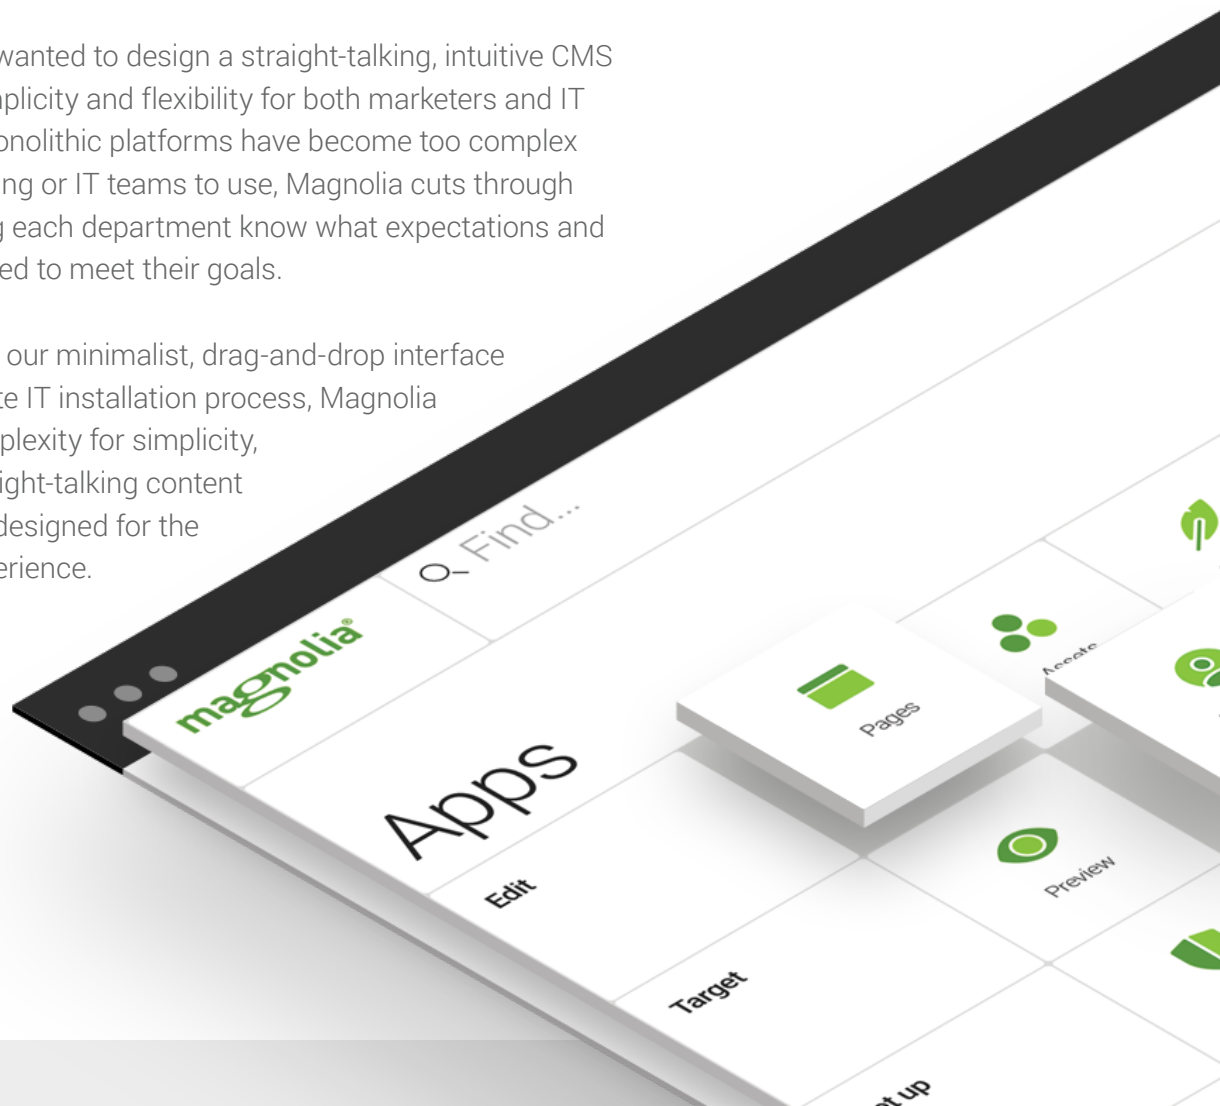 wanted to design a straight-talking, intuitive CMS
plicity and flexibility for both marketers and IT
onolithic platforms have become too complex
ing or IT teams to use, Magnolia cuts through
g each department know what expectations and
ed to meet their goals.
our minimalist, drag-and-drop interface
te IT installation process, Magnolia
plexity for simplicity,
ight-talking content
designed for the
erience.
Find...
magnolia®
Apps
Pages
Assets
Edit
Preview
Target
t up